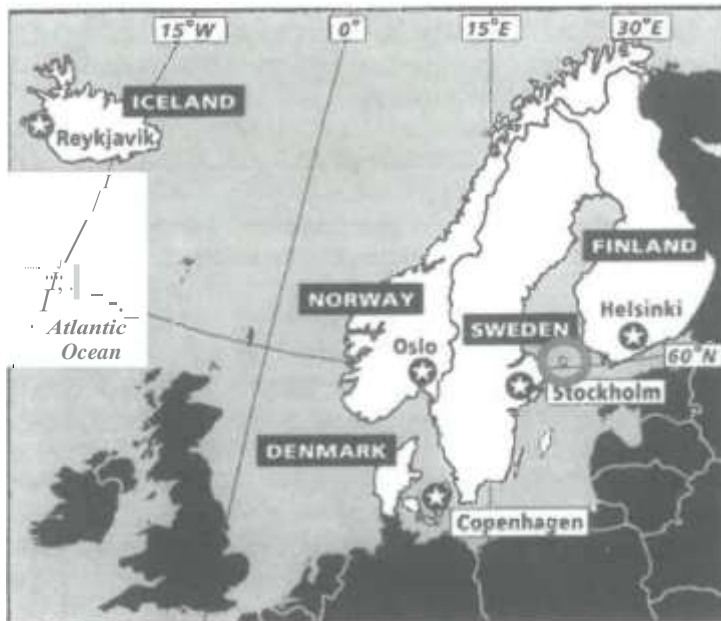 15°W
0°
15°E
30°E
ICELAND
Reykjavik
FINLAND
NORWAY
Helsinki
Atlantic
Ocean
SWEDEN
Oslo
60°N
Stockholm
DENMARK
Copenhagen